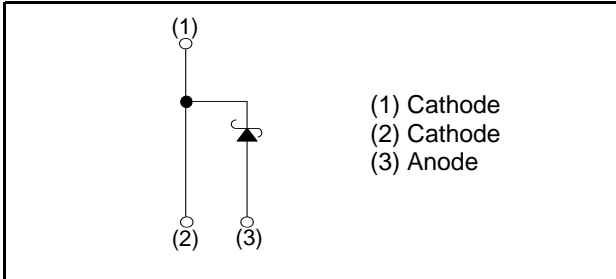 (1)
(1) Cathode
(2) Cathode
(3) Anode
(2) (3)